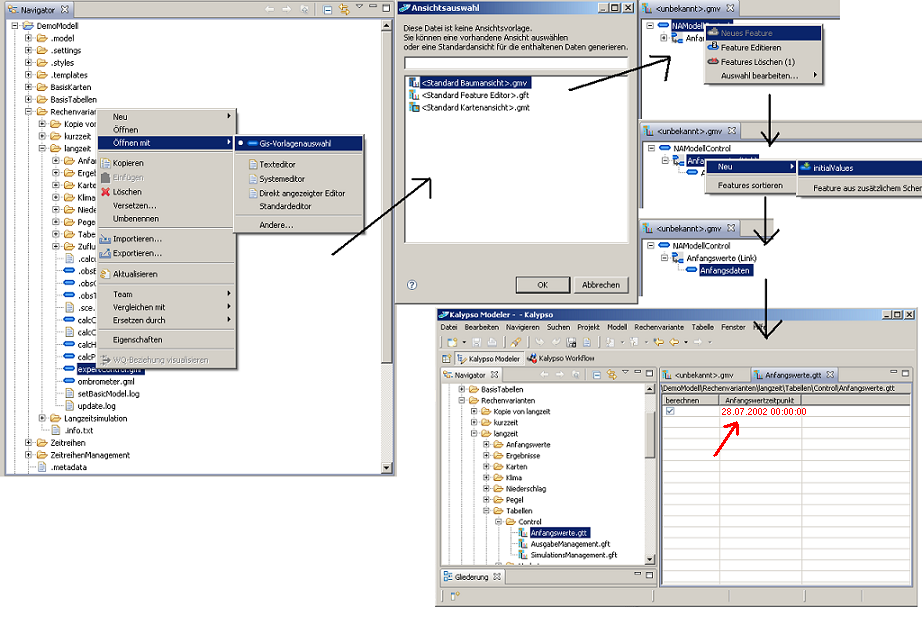 Navigator
DemoModell
.model
.settings
.styles
.templates
BasisKarten
BasisTabellen
Rechenvarian
Kopie vo
kurzzeit
langzeit
Anfa
Ergel
Karte
Klima
Niede
Pegel
Tabe
Zuflu
.calc
.obsE
.obsC
.obsT
.sce.
calcC
calcH
calcP
expertControl.gml
ombrometer.gml
setBasicModel.log
update.log
Langzeitsimulation
.info.txt
Zeitreihen
ZeitreihenManagement
.metadata
Neu
Öffnen
Öffnen mit
Kopieren
Einfügen
Löschen
Versetzen...
Umbenennen
Importieren...
Exportieren...
Aktualisieren
Team
Vergleichen mit
Ersetzen durch
Eigenschaften
WQ-Beziehung visualisieren
Gis-Vorlagenauswahl
Texteditor
Systemeditor
Direkt angezeigter Editor
Standardeditor
Andere...
Ansichtsauswahl
Diese Datei ist keine Ansichtsvorlage.
Sie können eine vorhandene Ansicht auswählen
oder eine Standardansicht für die enthaltenen Daten generieren.
<Standard Baumansicht>.gmv
<Standard Feature Editor>.gft
<Standard Kartenansicht>.gmt
OK
Abbrechen
<unbekannt>.gmv
NAModellControl
Anfa
Neues Feature
Feature Editieren
Features Löschen (1)
Auswahl bearbeiten...
<unbekannt>.gmv
NAModellControl
Neu
Features sortieren
initialValues
Feature aus zusätzlichem Schem
<unbekannt>.gmv
NAModellControl
Anfangswerte (Link)
Anfangsdaten
Kalypso Modeler - - Kalypso
Datei Bearbeiten Navigieren Suchen Projekt Modell Rechenvariante Tabelle Fenster Hilfe
Kalypso Modeler Kalypso Workflow
Navigator
BasisTabellen
Rechenvarianten
Kopie von langzeit
kurzzeit
langzeit
Anfangswerte
Ergebnisse
Karten
Klima
Niederschlag
Pegel
Tabellen
Control
Anfangswerte.gtt
AusgabeManagement.gft
SimulationsManagement.gft
Gliederung
<unbekannt>.gmv Anfangswerte.gtt
\DemoModell\Rechenvarianten\langzeit\Tabellen\Control\Anfangswerte.gtt
berechnen Anfangswertzeitpunkt
28.07.2002 00:00:00